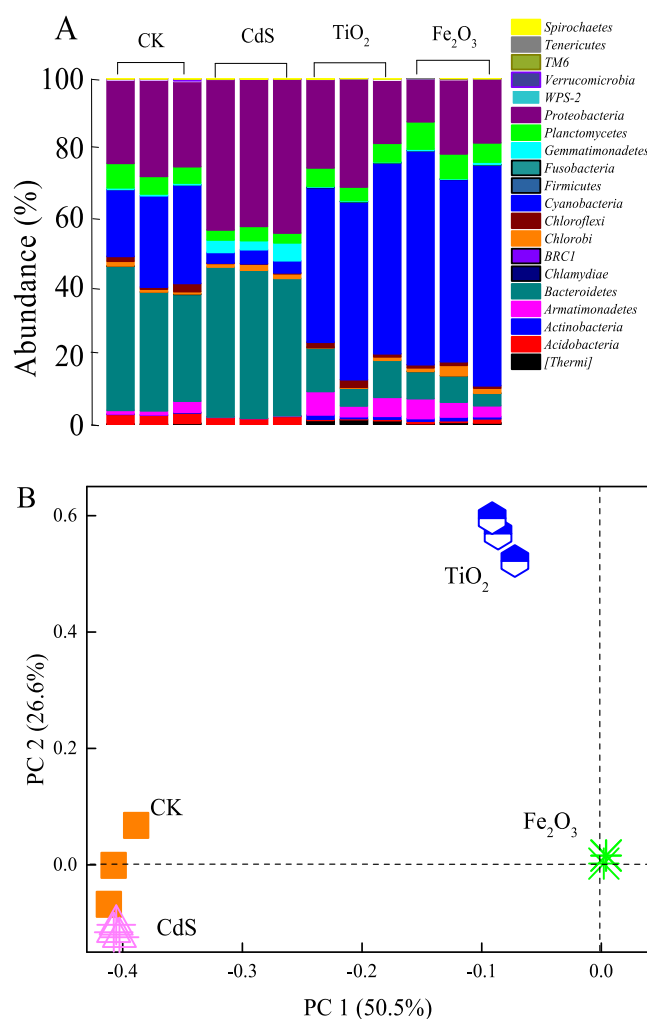 A
CK
CdS
TiO₂
Fe₂O₃
Abundance (%)
100
80
60
40
20
0
Spirochaetes
Tenericutes
TM6
Verrucomicrobia
WPS-2
Proteobacteria
Planctomycetes
Gemmatimonadetes
Fusobacteria
Firmicutes
Cyanobacteria
Chloroflexi
Chlorobi
BRC1
Chlamydiae
Bacteroidetes
Armatimonadetes
Actinobacteria
Acidobacteria
[Thermi]
B
PC 2 (26.6%)
0.6
0.4
0.2
0.0
TiO₂
CK
Fe₂O₃
CdS
-0.4 -0.3 -0.2 -0.1 0.0
PC 1 (50.5%)